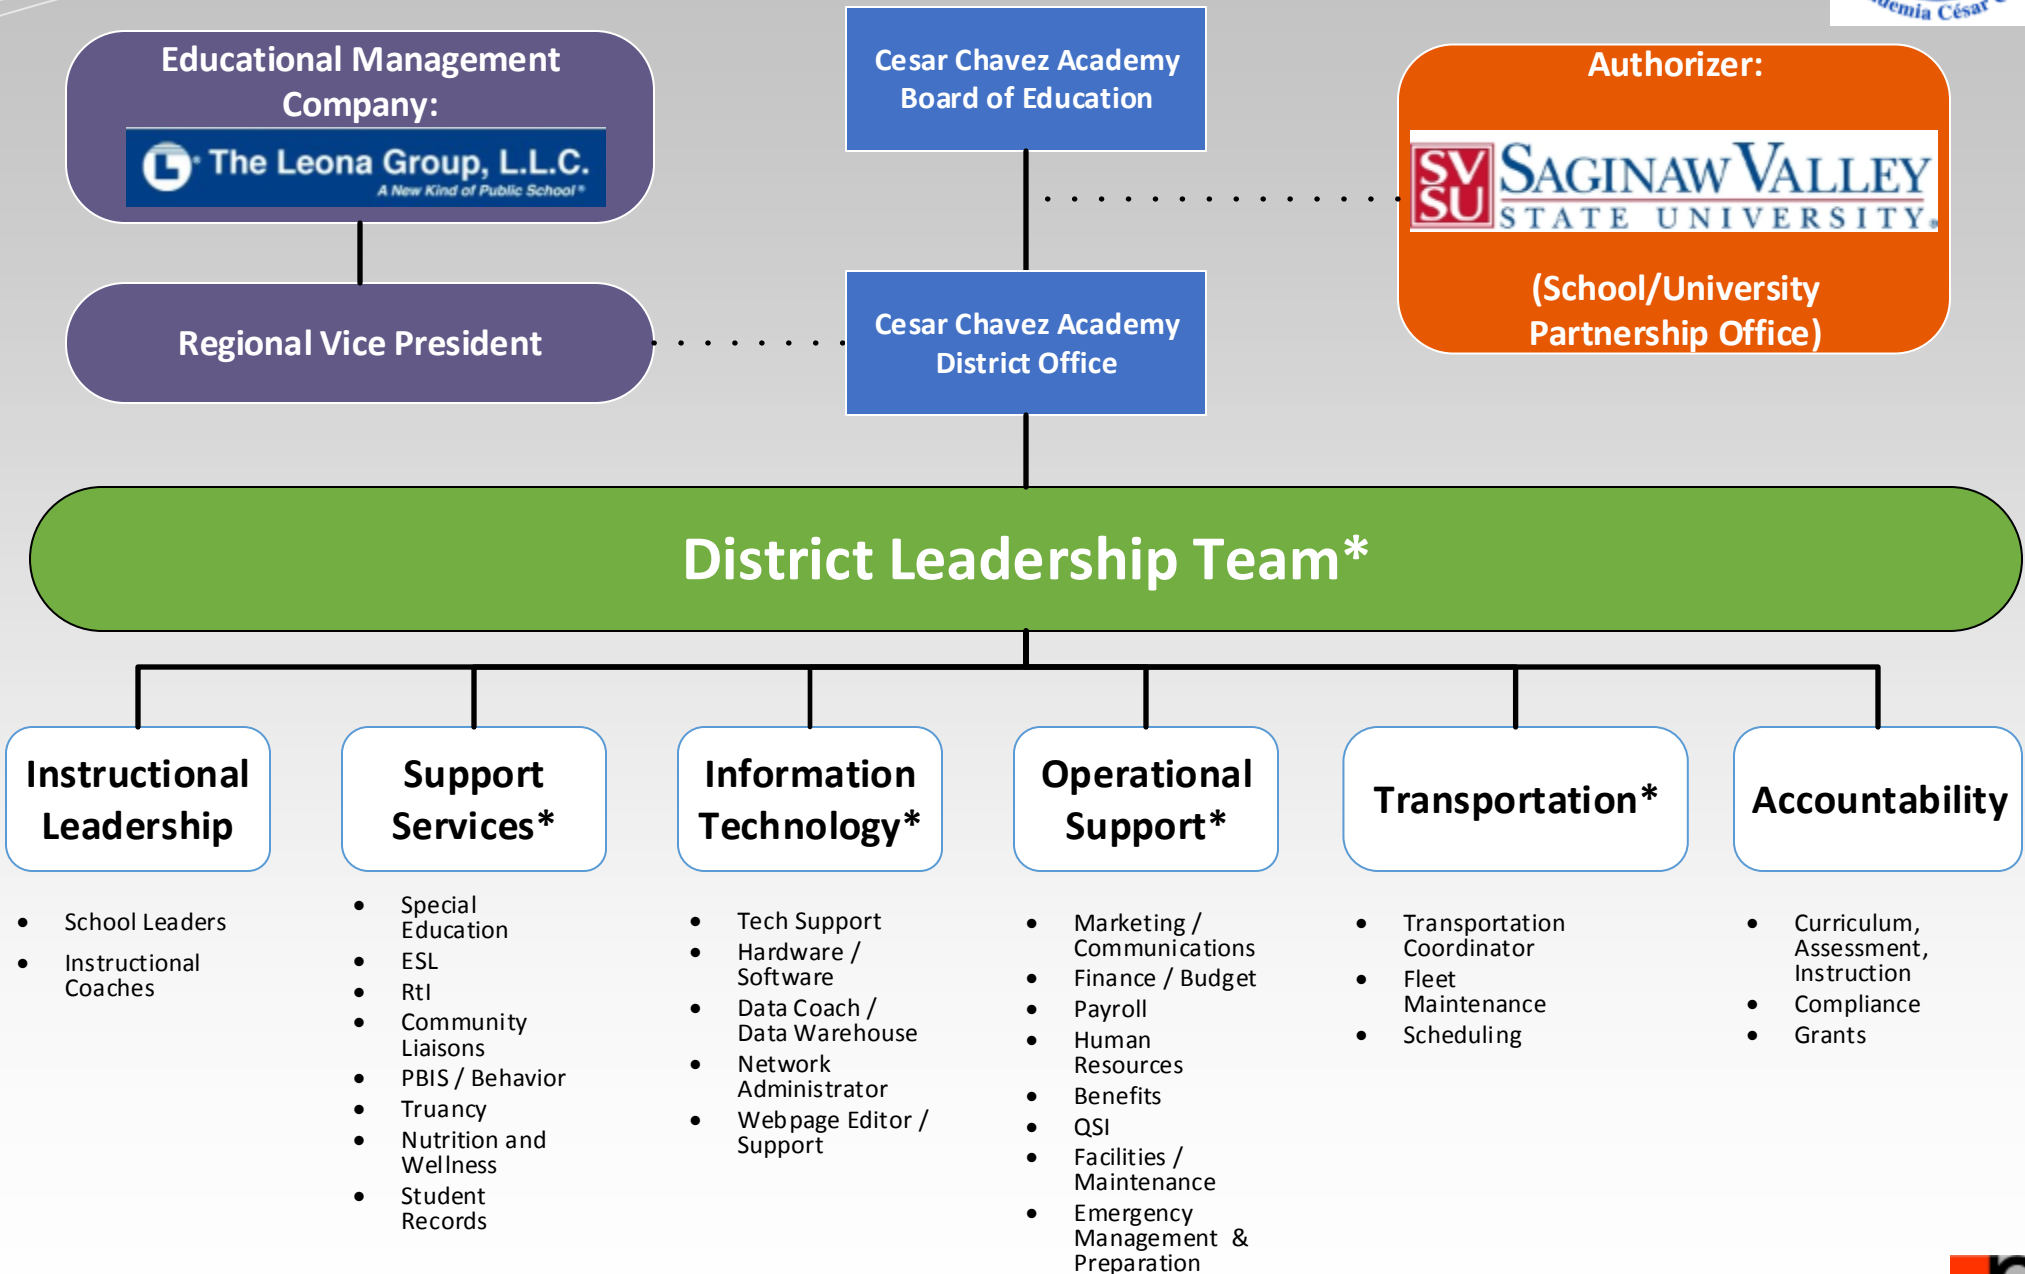 Academia César
Educational Management
Company:
L® The Leona Group, L.L.C.
A New Kind of Public School®
Cesar Chavez Academy
Board of Education
Authorizer:
SV
SU
SAGINAW VALLEY
STATE UNIVERSITY®
(School/University
Partnership Office)
Regional Vice President
Cesar Chavez Academy
District Office
District Leadership Team*
Instructional
Leadership
• School Leaders
• Instructional
Coaches
Support
Services*
• Special
Education
• ESL
• RtI
• Community
Liaisons
• PBIS / Behavior
• Truancy
• Nutrition and
Wellness
• Student
Records
Information
Technology*
• Tech Support
• Hardware /
Software
• Data Coach /
Data Warehouse
• Network
Administrator
• Webpage Editor /
Support
Operational
Support*
• Marketing /
Communications
• Finance / Budget
• Payroll
• Human
Resources
• Benefits
• QSI
• Facilities /
Maintenance
• Emergency
Management &
Preparation
Transportation*
• Transportation
Coordinator
• Fleet
Maintenance
• Scheduling
Accountability
• Curriculum,
Assessment,
Instruction
• Compliance
• Grants